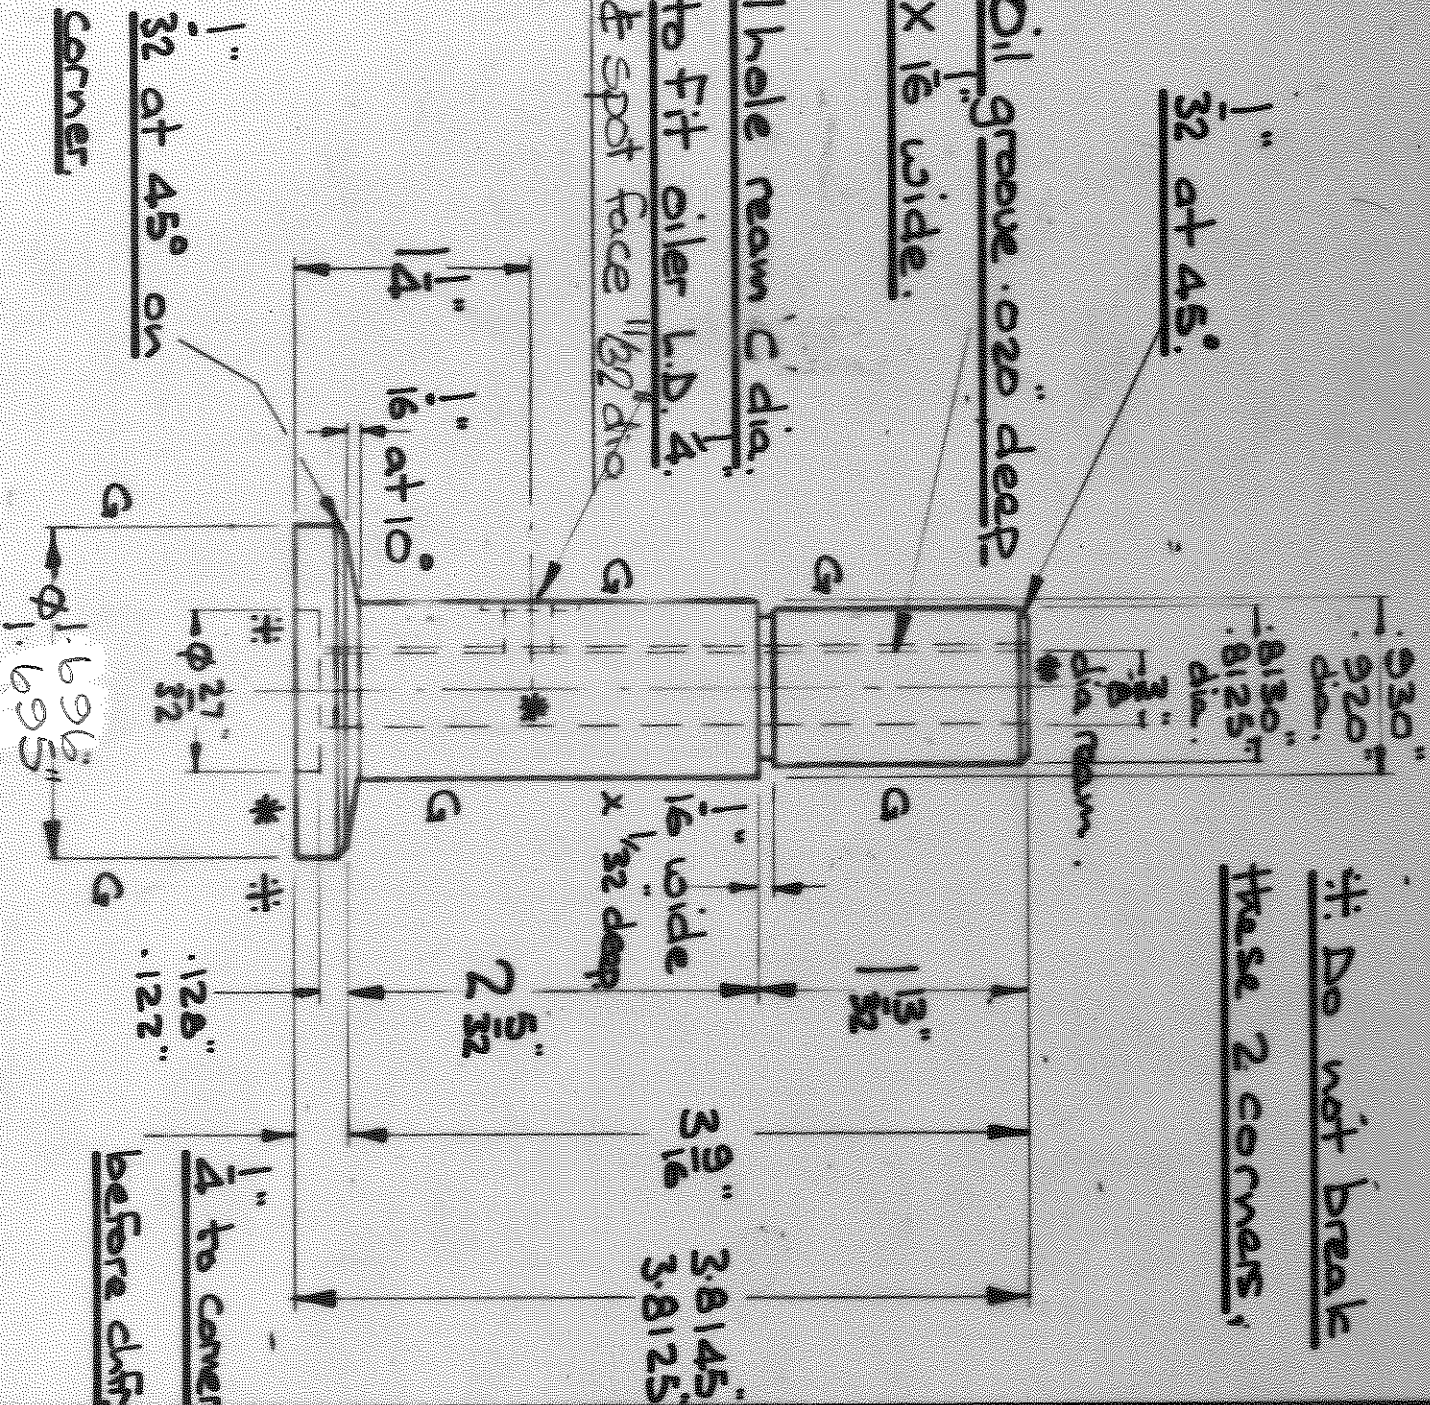 1/32" at 45°.
Oil groove .020" deep
x 1/16" wide.
1 hole ream C dia.
to fit oiler L.D. 1/4".
& spot face 11/32 dia
1/32" at 45° on
corner
1 1/4"
1/16" at 10°
G
G
G
G
G
G
.930"
.920"
dia.
.8130"
.8125"
dia.
3/8"
dia ream.
*
*
*
#
#
ø 27/32"
ø 1.696"
1.695"
1/16" wide
x 1/32" deep
# Do not break
these 2 corners,
1 3/32"
2 5/32"
.128"
.122"
3 9/16"
3.8145"
3.8125"
1/4" to corner
before